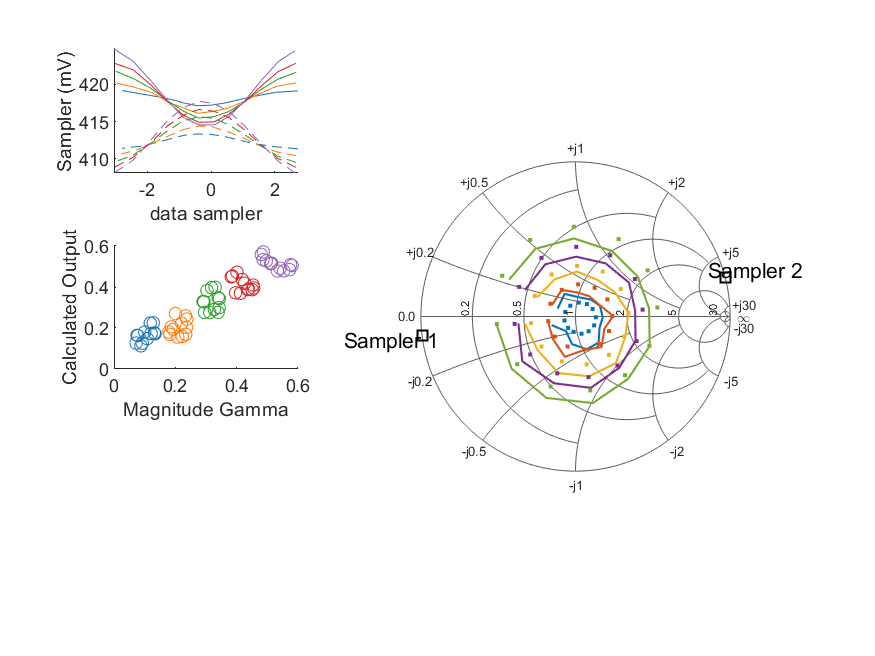 Sampler (mV)
420
415
410
-2
0
2
data sampler
Calculated Output
0.6
0.4
0.2
0
0
0.2
0.4
0.6
Magnitude Gamma
+j1
+j0.5
+j2
+j0.2
+j5
Sampler 2
0.0
0.2
0.5
1
2
5
30
+j30
∞
-j30
Sampler 1
-j0.2
-j5
-j0.5
-j2
-j1